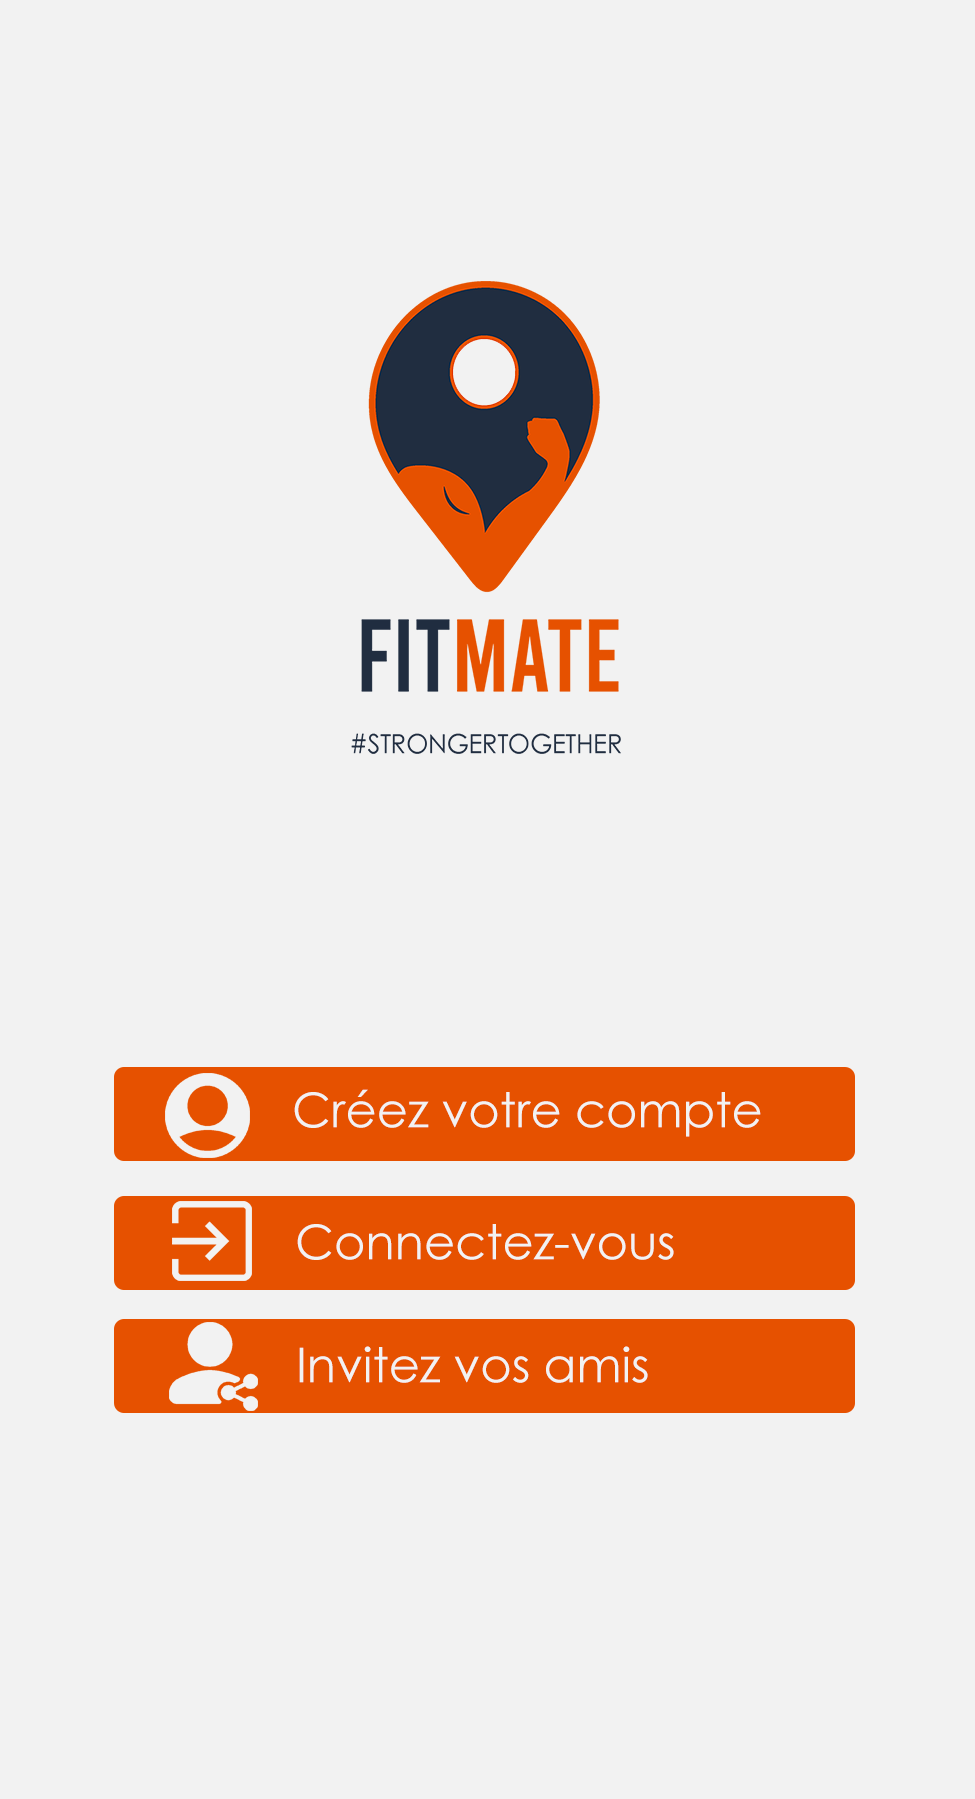 FITMATE
#STRONGERTOGETHER
Créez votre compte
Connectez-vous
Invitez vos amis